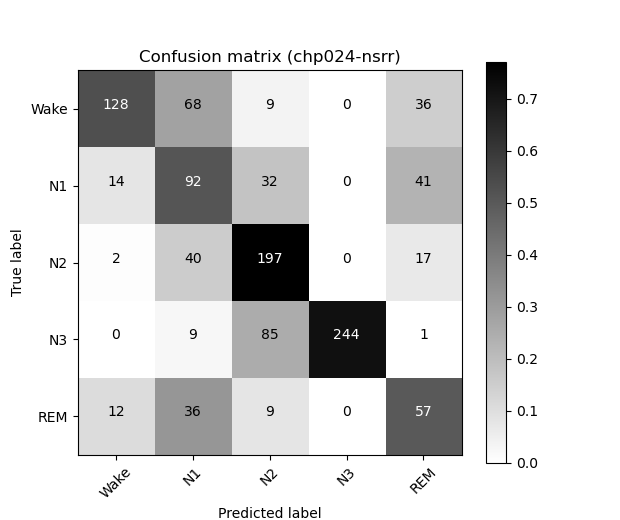 Confusion matrix (chp024-nsrr)
True label
Wake 128 68 9 0 36
N1 14 92 32 0 41
N2 2 40 197 0 17
N3 0 9 85 244 1
REM 12 36 9 0 57
Wake N1 N2 N3 REM
Predicted label
0.7
0.6
0.5
0.4
0.3
0.2
0.1
0.0